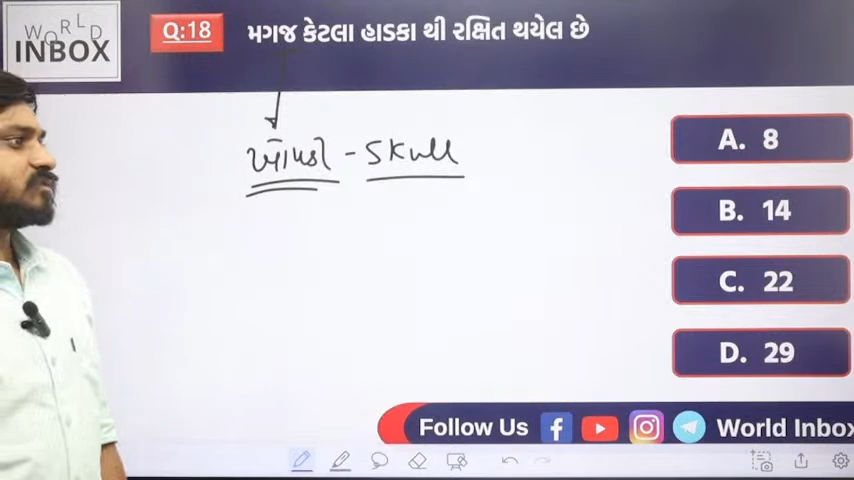 WORLD
INBOX
Q:18
મગજ કેટલા હાડકા થી રક્ષિત થયેલ છે
ખોપડી - Skull
A. 8
B. 14
C. 22
D. 29
Follow Us
World Inbox